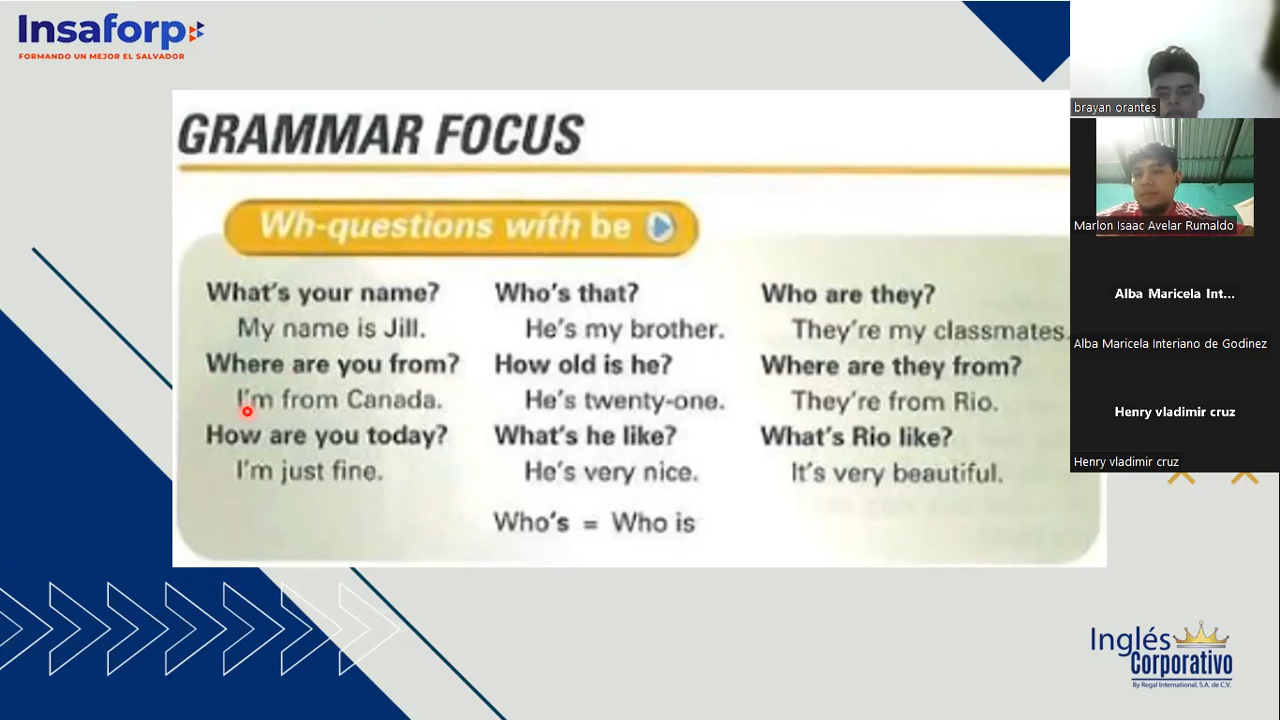 Insaforp
FORMANDO UN MEJOR EL SALVADOR
GRAMMAR FOCUS
Wh-questions with be
What's your name?
My name is Jill.
Where are you from?
I'm from Canada.
How are you today?
I'm just fine.
Who's that?
He's my brother.
How old is he?
He's twenty-one.
What's he like?
He's very nice.
Who's = Who is
Who are they?
They're my classmates.
Where are they from?
They're from Rio.
What's Rio like?
It's very beautiful.
brayan orantes
Marlon Isaac Avelar Rumaldo
Alba Maricela Int...
Alba Maricela Interiano de Godinez
Henry vladimir cruz
Henry vladimir cruz
Inglés
Corporativo
By Regal International, S.A. de C.V.